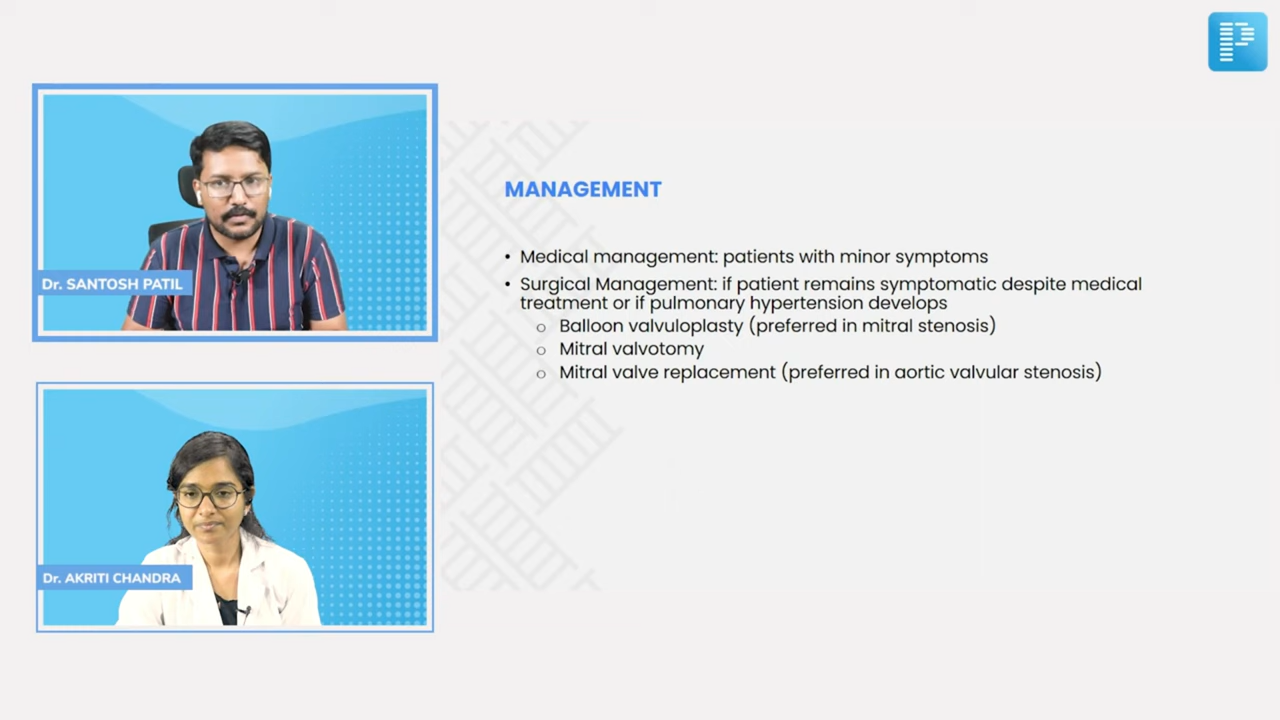 Dr. SANTOSH PATIL
Dr. AKRITI CHANDRA
MANAGEMENT
• Medical management: patients with minor symptoms
• Surgical Management: if patient remains symptomatic despite medical
treatment or if pulmonary hypertension develops
o Balloon valvuloplasty (preferred in mitral stenosis)
o Mitral valvotomy
o Mitral valve replacement (preferred in aortic valvular stenosis)